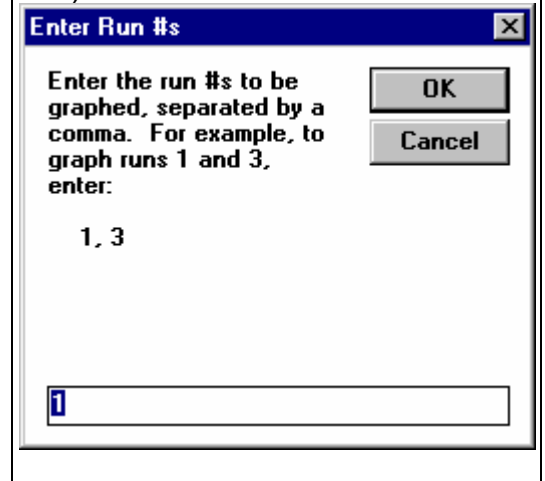 Enter Run #s
Enter the run #s to be
graphed, separated by a
comma. For example, to
graph runs 1 and 3,
enter:
1, 3
OK
Cancel
1